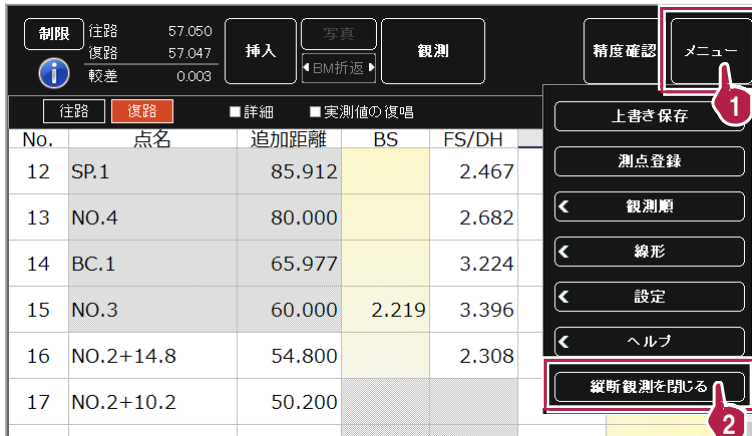 制限 往路 57.050
復路 57.047
較差 0.003
挿入
写真
BM折返
観測
精度確認
メニュー
1
往路 復路 ■詳細 ■実測値の復唱
No. 点名 追加距離 BS FS/DH
12 SP.1 85.912 2.467
13 NO.4 80.000 2.682
14 BC.1 65.977 3.224
15 NO.3 60.000 2.219 3.396
16 NO.2+14.8 54.800 2.308
17 NO.2+10.2 50.200
上書き保存
測点登録
観測順
線形
設定
ヘルプ
縦断観測を閉じる
2